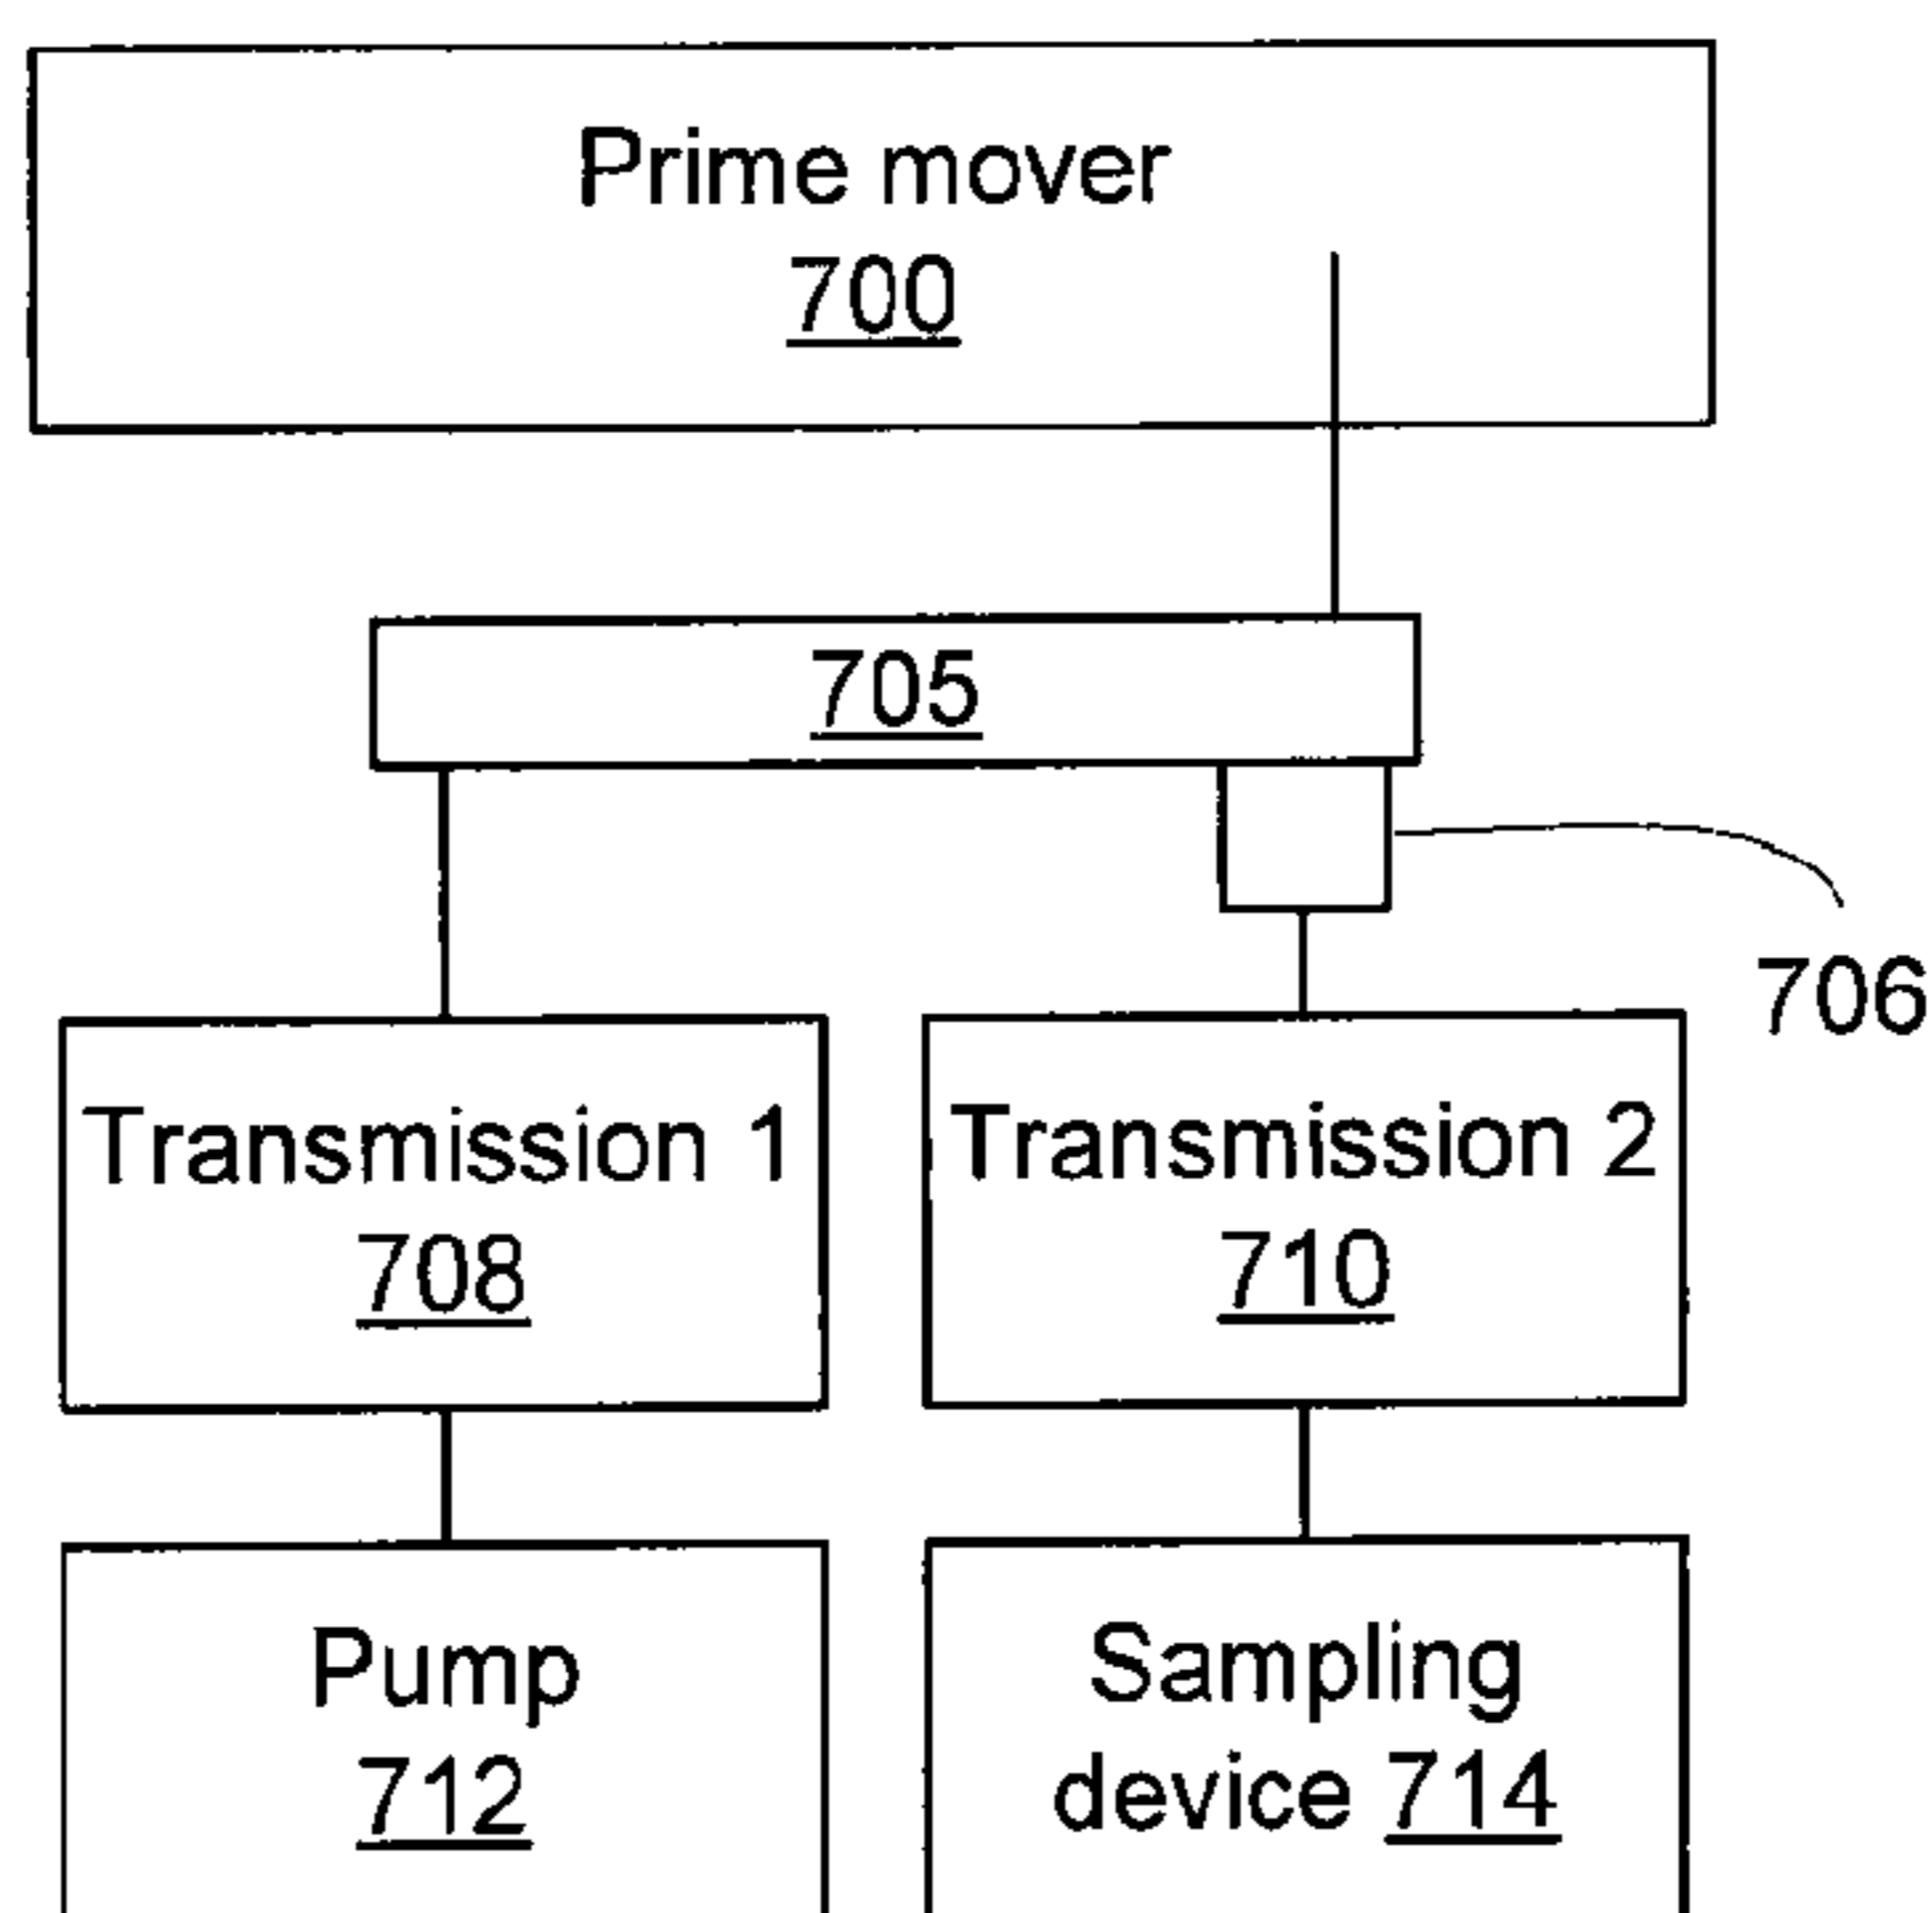 Prime mover
700
705
706
Transmission 1
708
Transmission 2
710
Pump
712
Sampling
device 714